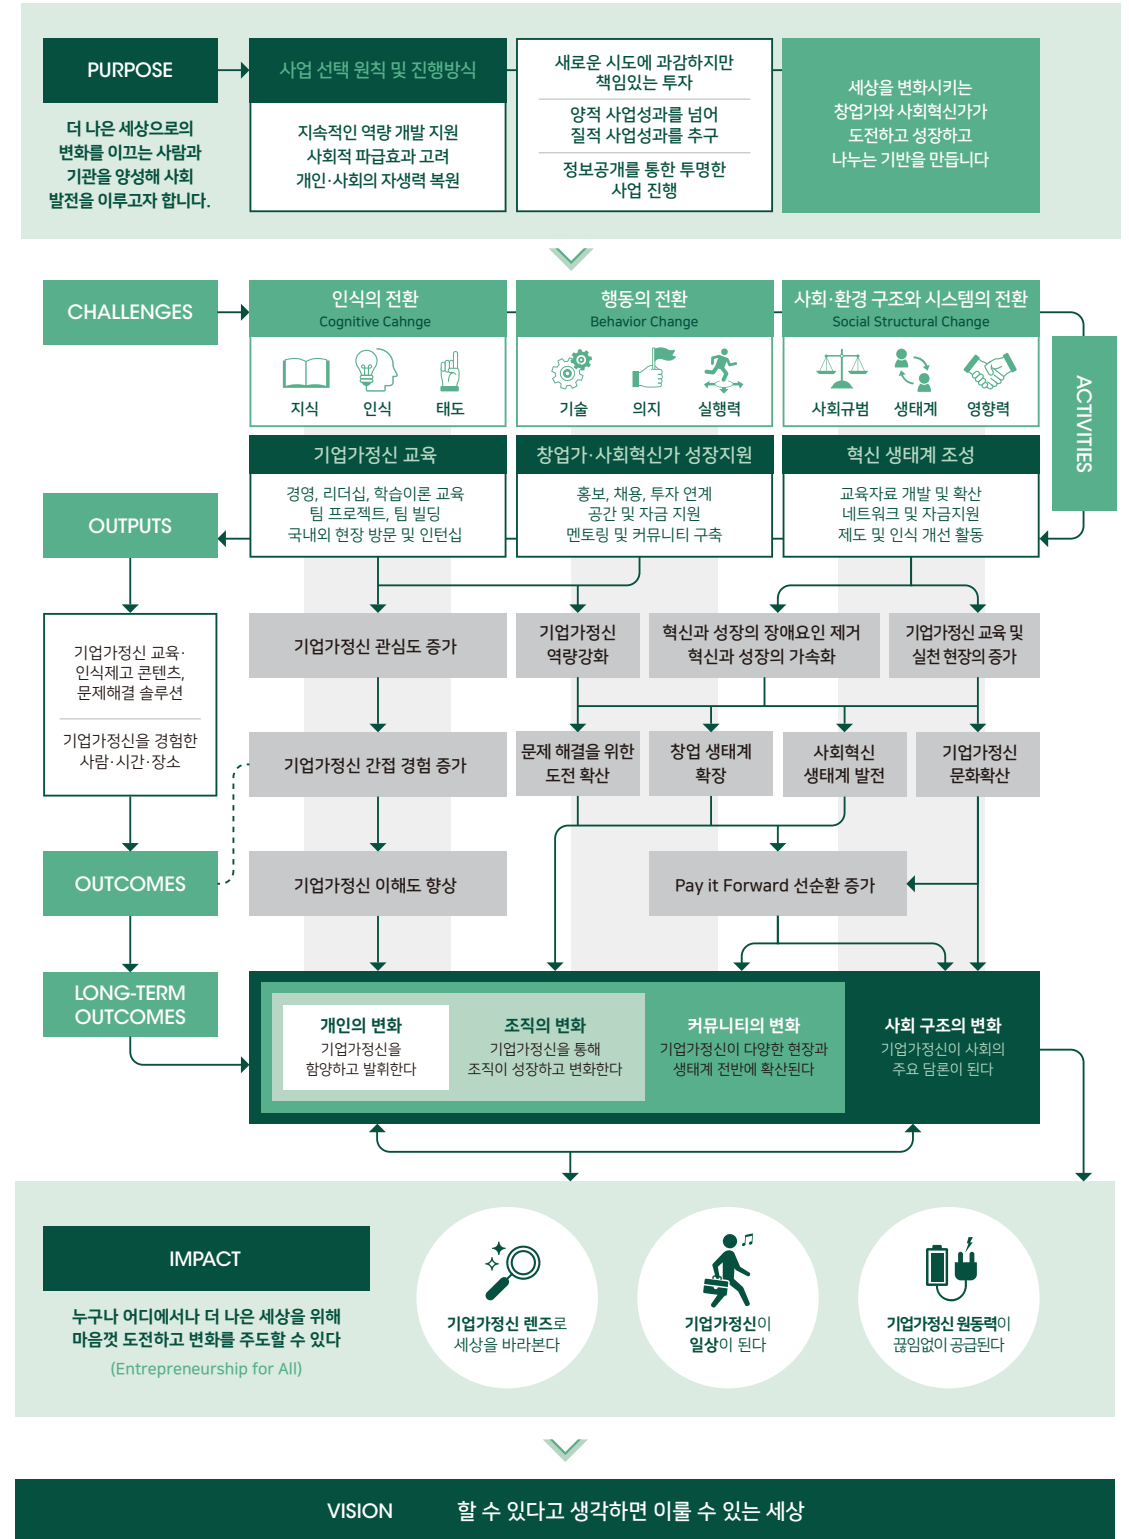 PURPOSE
더 나은 세상으로의
변화를 이끄는 사람과
기관을 양성해 사회
발전을 이루고자 합니다.
사업 선택 원칙 및 진행방식
지속적인 역량 개발 지원
사회적 파급효과 고려
개인·사회의 자생력 복원
새로운 시도에 과감하지만
책임있는 투자
양적 사업성과를 넘어
질적 사업성과를 추구
정보공개를 통한 투명한
사업 진행
세상을 변화시키는
창업가와 사회혁신가가
도전하고 성장하고
나누는 기반을 만듭니다
CHALLENGES
인식의 전환
Cognitive Cahnge
지식
인식
태도
행동의 전환
Behavior Change
기술
의지
실행력
사회·환경 구조와 시스템의 전환
Social Structural Change
사회규범
생태계
영향력
ACTIVITIES
기업가정신 교육
경영, 리더십, 학습이론 교육
팀 프로젝트, 팀 빌딩
국내외 현장 방문 및 인턴십
창업가·사회혁신가 성장지원
홍보, 채용, 투자 연계
공간 및 자금 지원
멘토링 및 커뮤니티 구축
혁신 생태계 조성
교육자료 개발 및 확산
네트워크 및 자금지원
제도 및 인식 개선 활동
OUTPUTS
기업가정신 교육·
인식제고 콘텐츠,
문제해결 솔루션
기업가정신을 경험한
사람·시간·장소
기업가정신 관심도 증가
기업가정신
역량강화
혁신과 성장의 장애요인 제거
혁신과 성장의 가속화
기업가정신 교육 및
실천 현장의 증가
기업가정신 간접 경험 증가
문제 해결을 위한
도전 확산
창업 생태계
확장
사회혁신
생태계 발전
기업가정신
문화확산
OUTCOMES
기업가정신 이해도 향상
Pay it Forward 선순환 증가
LONG-TERM
OUTCOMES
개인의 변화
기업가정신을
함양하고 발휘한다
조직의 변화
기업가정신을 통해
조직이 성장하고 변화한다
커뮤니티의 변화
기업가정신이 다양한 현장과
생태계 전반에 확산된다
사회 구조의 변화
기업가정신이 사회의
주요 담론이 된다
IMPACT
누구나 어디에서나 더 나은 세상을 위해
마음껏 도전하고 변화를 주도할 수 있다
(Entrepreneurship for All)
기업가정신 렌즈로
세상을 바라본다
기업가정신이
일상이 된다
기업가정신 원동력이
끊임없이 공급된다
VISION 할 수 있다고 생각하면 이룰 수 있는 세상